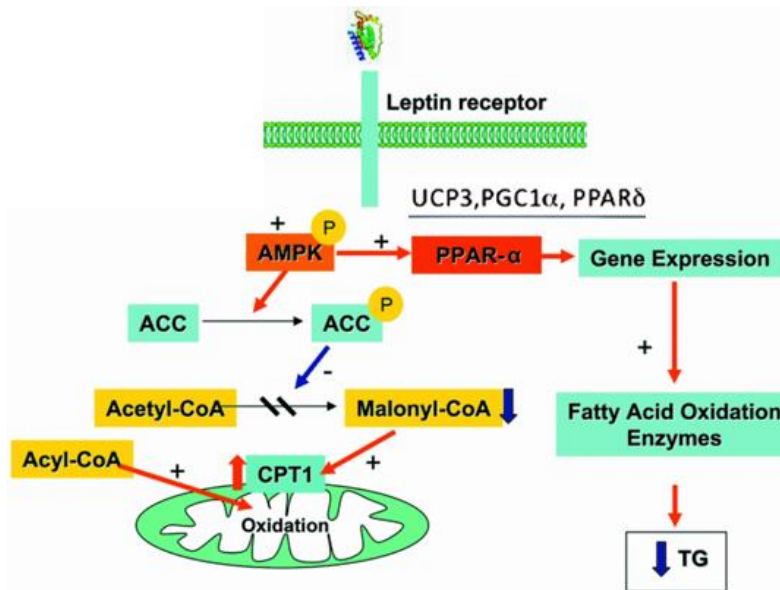 Leptin receptor
UCP3,PGC1α, PPARδ
+
P
AMPK
+
PPAR-α
Gene Expression
ACC
ACC
P
+
-
Acetyl-CoA
Malonyl-CoA
Fatty Acid Oxidation
Enzymes
Acyl-CoA
+
CPT1
+
Oxidation
TG